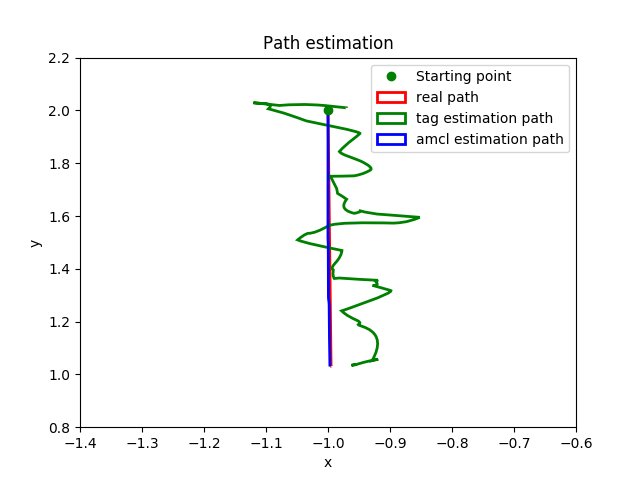 Path estimation
Starting point
real path
tag estimation path
amcl estimation path
y
2.2
2.0
1.8
1.6
1.4
1.2
1.0
0.8
−1.4 −1.3 −1.2 −1.1 −1.0 −0.9 −0.8 −0.7 −0.6
x